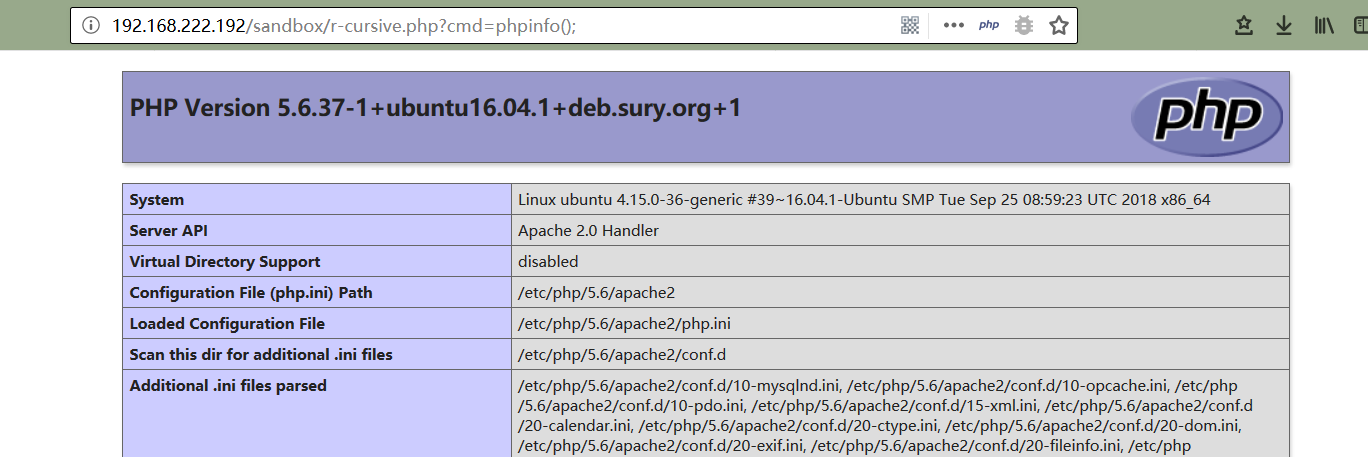 192.168.222.192/sandbox/r-cursive.php?cmd=phpinfo();
php
PHP Version 5.6.37-1+ubuntu16.04.1+deb.sury.org+1
php
System Linux ubuntu 4.15.0-36-generic #39~16.04.1-Ubuntu SMP Tue Sep 25 08:59:23 UTC 2018 x86_64
Server API Apache 2.0 Handler
Virtual Directory Support disabled
Configuration File (php.ini) Path /etc/php/5.6/apache2
Loaded Configuration File /etc/php/5.6/apache2/php.ini
Scan this dir for additional .ini files /etc/php/5.6/apache2/conf.d
Additional .ini files parsed /etc/php/5.6/apache2/conf.d/10-mysqlnd.ini, /etc/php/5.6/apache2/conf.d/10-opcache.ini, /etc/php
/5.6/apache2/conf.d/10-pdo.ini, /etc/php/5.6/apache2/conf.d/15-xml.ini, /etc/php/5.6/apache2/conf.d
/20-calendar.ini, /etc/php/5.6/apache2/conf.d/20-ctype.ini, /etc/php/5.6/apache2/conf.d/20-dom.ini,
/etc/php/5.6/apache2/conf.d/20-exif.ini, /etc/php/5.6/apache2/conf.d/20-fileinfo.ini, /etc/php